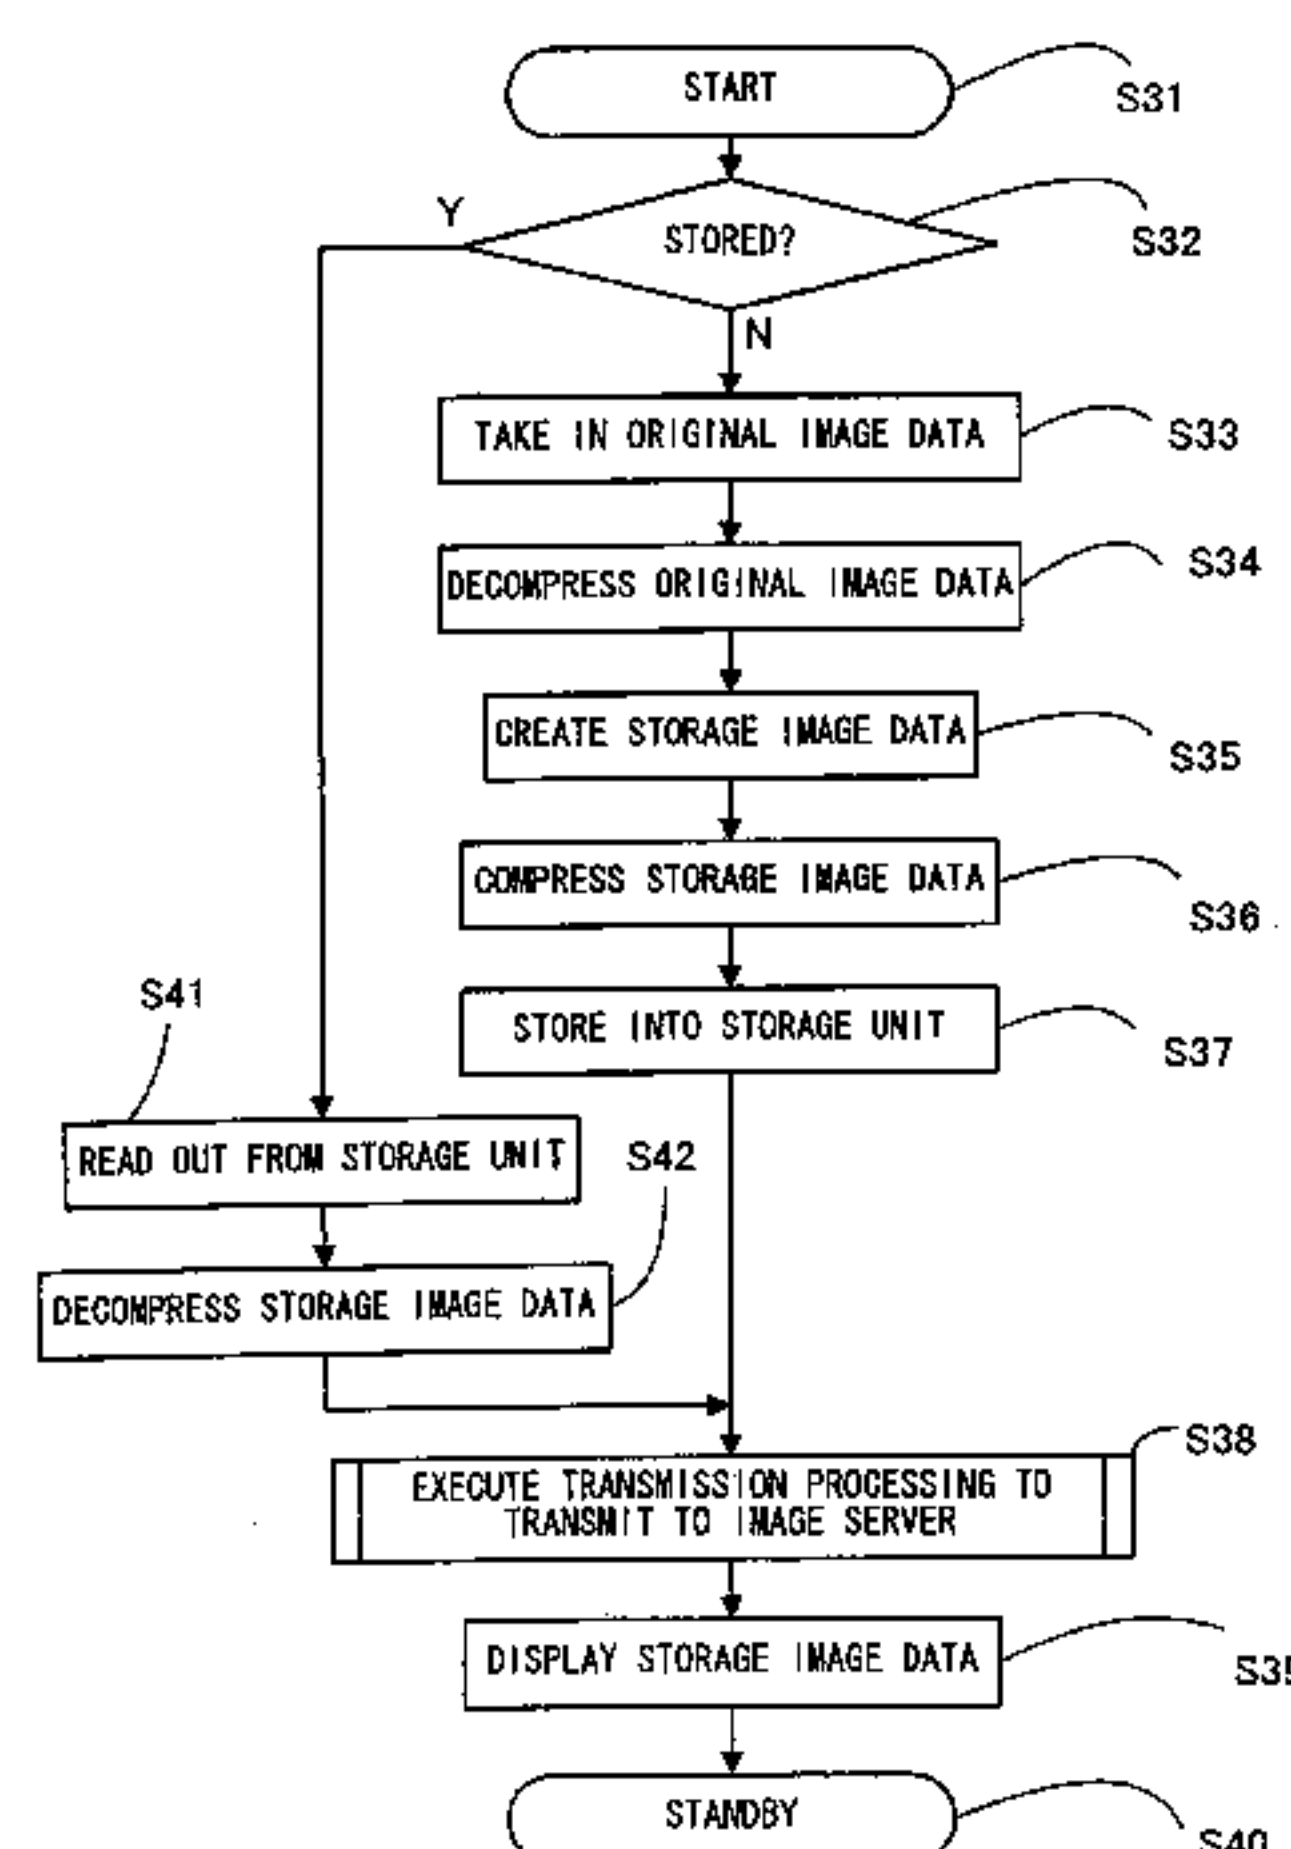 START
S31
Y
STORED?
S32
N
TAKE IN ORIGINAL IMAGE DATA
S33
DECOMPRESS ORIGINAL IMAGE DATA
S34
CREATE STORAGE IMAGE DATA
S35
COMPRESS STORAGE IMAGE DATA
S36
S41
STORE INTO STORAGE UNIT
S37
READ OUT FROM STORAGE UNIT
S42
DECOMPRESS STORAGE IMAGE DATA
S38
EXECUTE TRANSMISSION PROCESSING TO
TRANSMIT TO IMAGE SERVER
DISPLAY STORAGE IMAGE DATA
STANDBY
S40